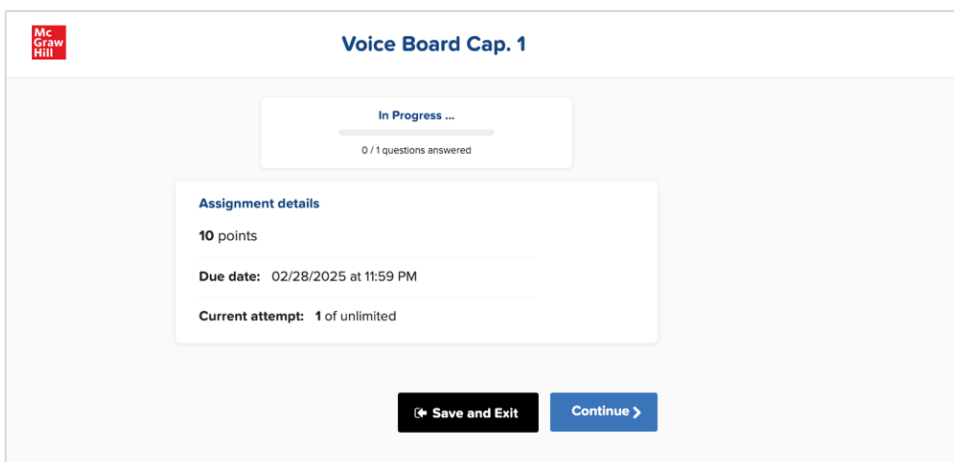 Mc
Graw
Hill
Voice Board Cap. 1
In Progress ...
0 / 1 questions answered
Assignment details
10 points
Due date: 02/28/2025 at 11:59 PM
Current attempt: 1 of unlimited
Save and Exit
Continue